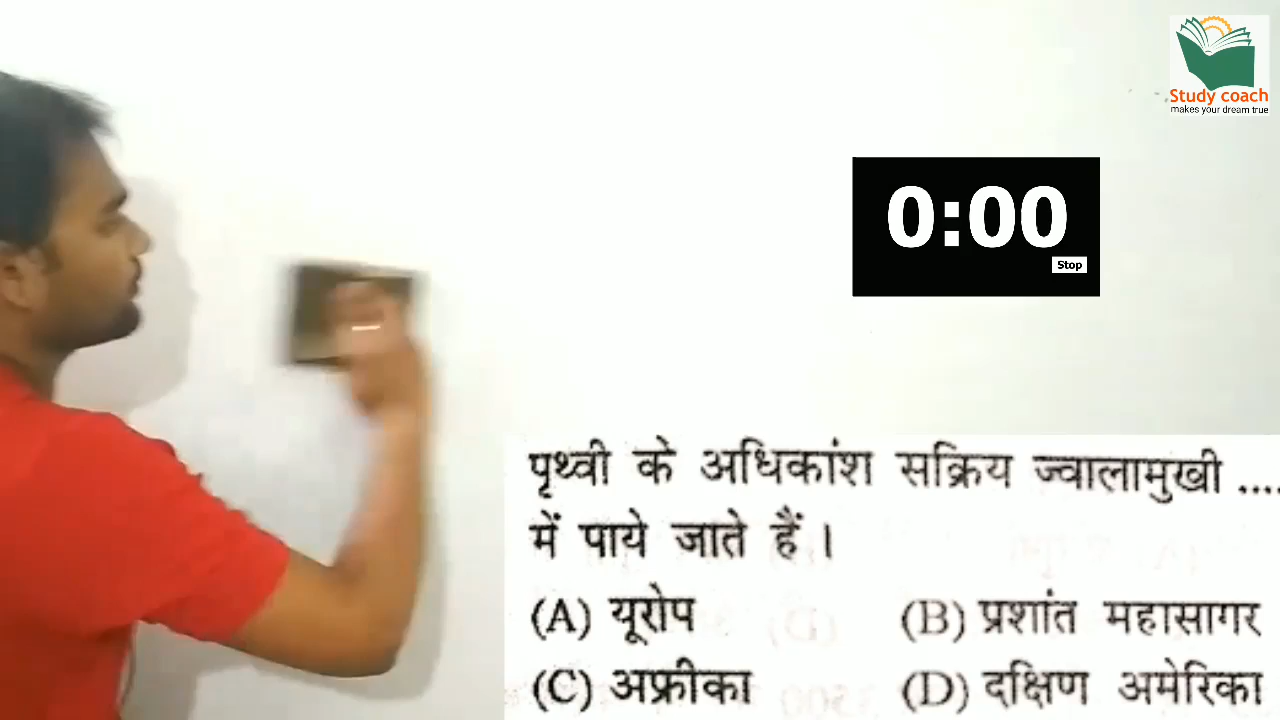 Study coach
makes your dream true
0:00
Stop
पृथ्वी के अधिकांश सक्रिय ज्वालामुखी ....
में पाये जाते हैं ।
(A) यूरोप (B) प्रशांत महासागर
(C) अफ्रीका (D) दक्षिण अमेरिका